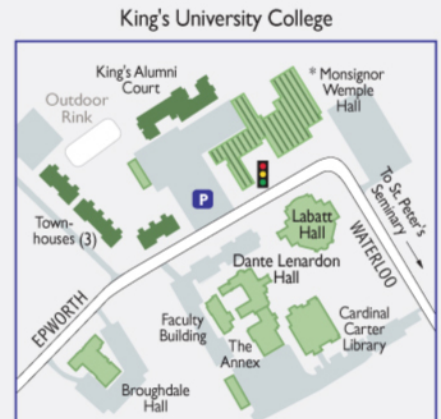 King's University College
King's Alumni
Court
* Monsignor
Wemple
Hall
Outdoor
Rink
P
To St. Peter's
Seminary
Town-
houses (3)
Labatt
Hall
WATERLOO
Dante Lenardon
Hall
EPWORTH
Faculty
Building
The
Annex
Cardinal
Carter
Library
Broughdale
Hall